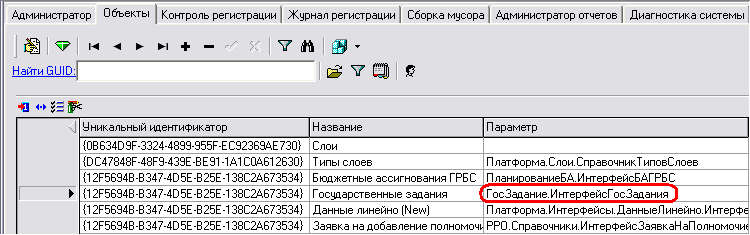 Администратор Объекты Контроль регистрации Журнал регистрации Сборка мусора Администратор отчетов Диагностика системы
Найти GUID:
Уникальный идентификатор Название Параметр
{0B634D9F-3324-4899-955F-EC92369AE730} Слои
{DC47848F-48F9-439E-BE91-1A1C0A612630} Типы слоев Платформа.Слои.СправочникТиповСлоев
{12F5694B-B347-4D5E-B25E-138C2A673534} Бюджетные ассигнования ГРБС ПланированиеБА.ИнтерфейсБАГРБС
{12F5694B-B347-4D5E-B25E-138C2A673534} Государственные задания ГосЗадание.ИнтерфейсГосЗадания
{12F5694B-B347-4D5E-B25E-138C2A673534} Данные линейно (New) Платформа.Интерфейсы.ДанныеЛинейно.Интерфе
{12F5694B-B347-4D5E-B25E-138C2A673534} Заявка на добавление полномочи РРО.Справочники.ИнтерфейсЗаявкаНаПолномочи